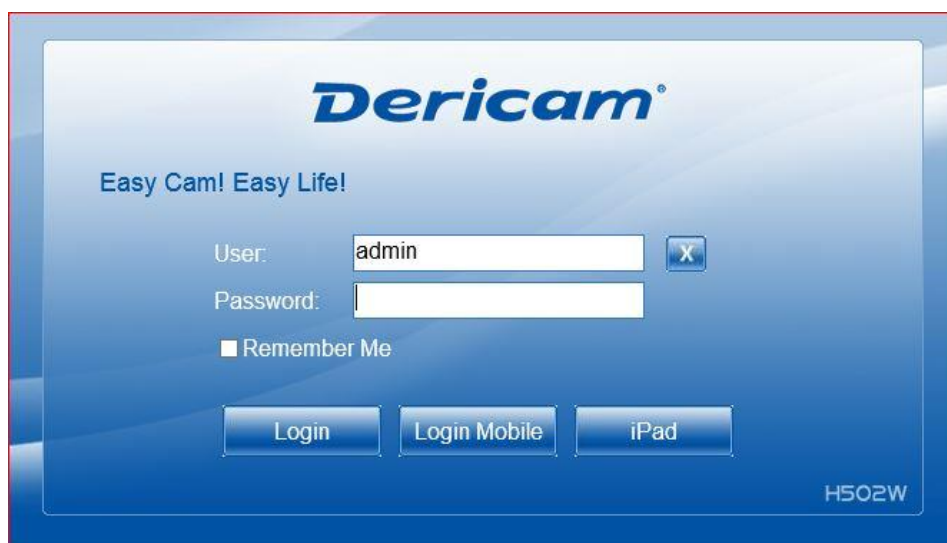 Dericam®
Easy Cam! Easy Life!
User: admin X
Password:
Remember Me
Login Login Mobile iPad
H502W